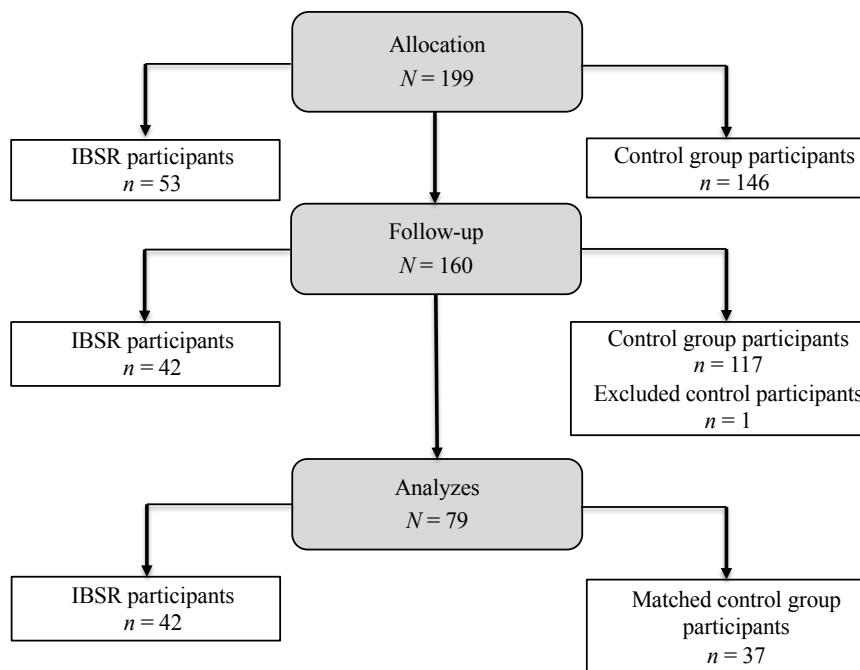 Allocation
N = 199
IBSR participants
n = 53
Control group participants
n = 146
Follow-up
N = 160
IBSR participants
n = 42
Control group participants
n = 117
Excluded control participants
n = 1
Analyzes
N = 79
IBSR participants
n = 42
Matched control group
participants
n = 37